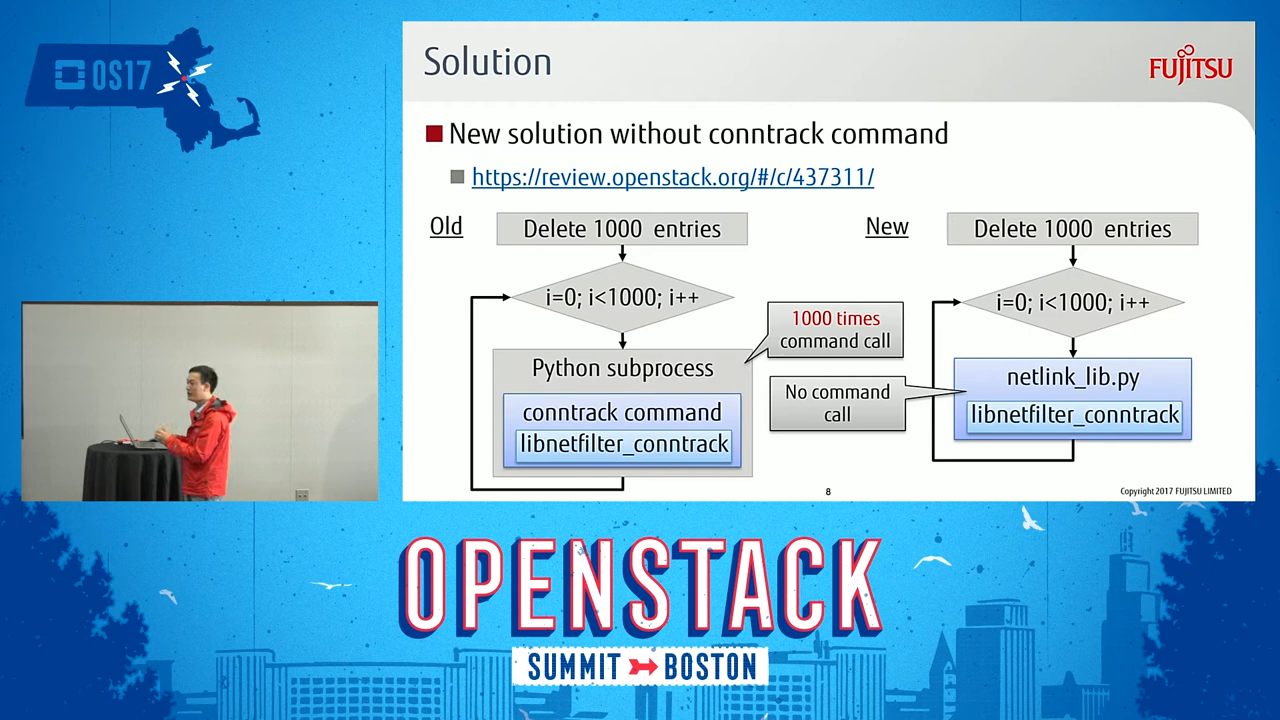 OS17
Solution
FUJITSU
New solution without conntrack command
https://review.openstack.org/#/c/437311/
Old
Delete 1000 entries
i=0; i<1000; i++
1000 times
command call
Python subprocess
conntrack command
libnetfilter_conntrack
New
Delete 1000 entries
i=0; i<1000; i++
No command
call
netlink_lib.py
libnetfilter_conntrack
8
Copyright 2017 FUJITSU LIMITED
OPENSTACK
SUMMIT BOSTON